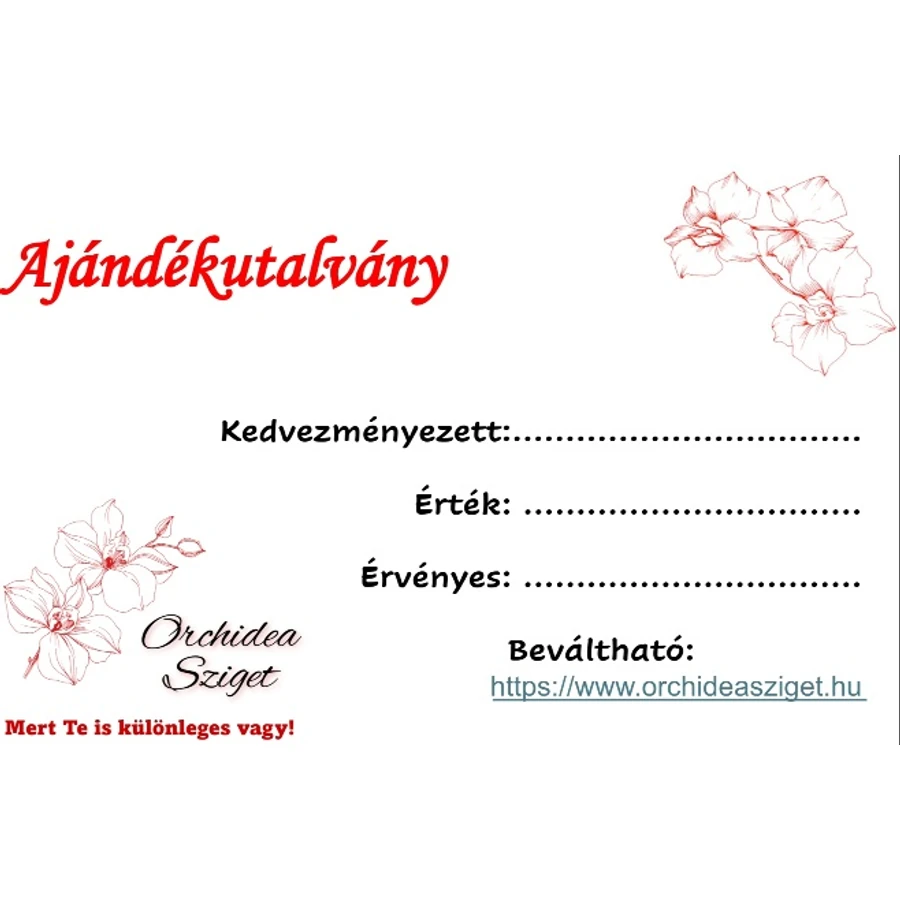 Ajándékutalvány
Kedvezményezett:.................................
Érték: ................................
Érvényes: ................................
Beváltható:
https://www.orchideasziget.hu
Orchidea
Sziget
Mert Te is különleges vagy!